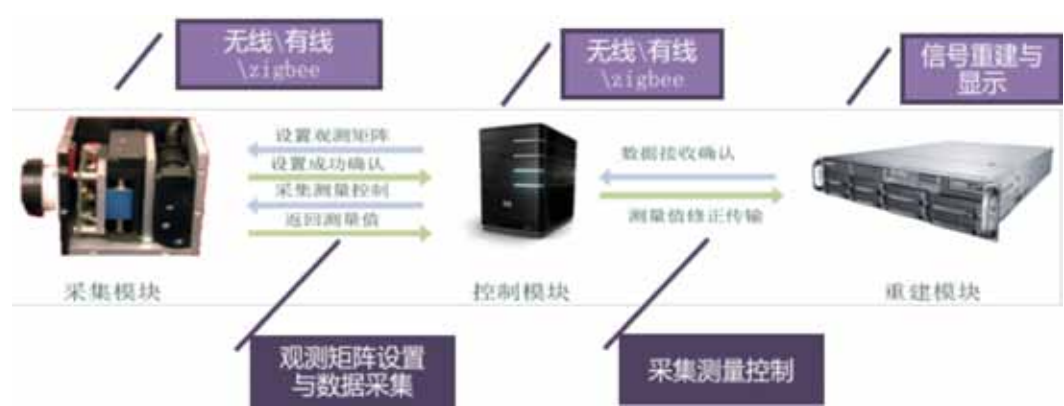 无线\有线
\zigbee
无线\有线
\zigbee
信号重建与
显示
设置观测矩阵
设置成功确认
采集测量控制
返回测量值
数据接收确认
测量值修正传输
采集模块
控制模块
重建模块
观测矩阵设置
与数据采集
采集测量控制